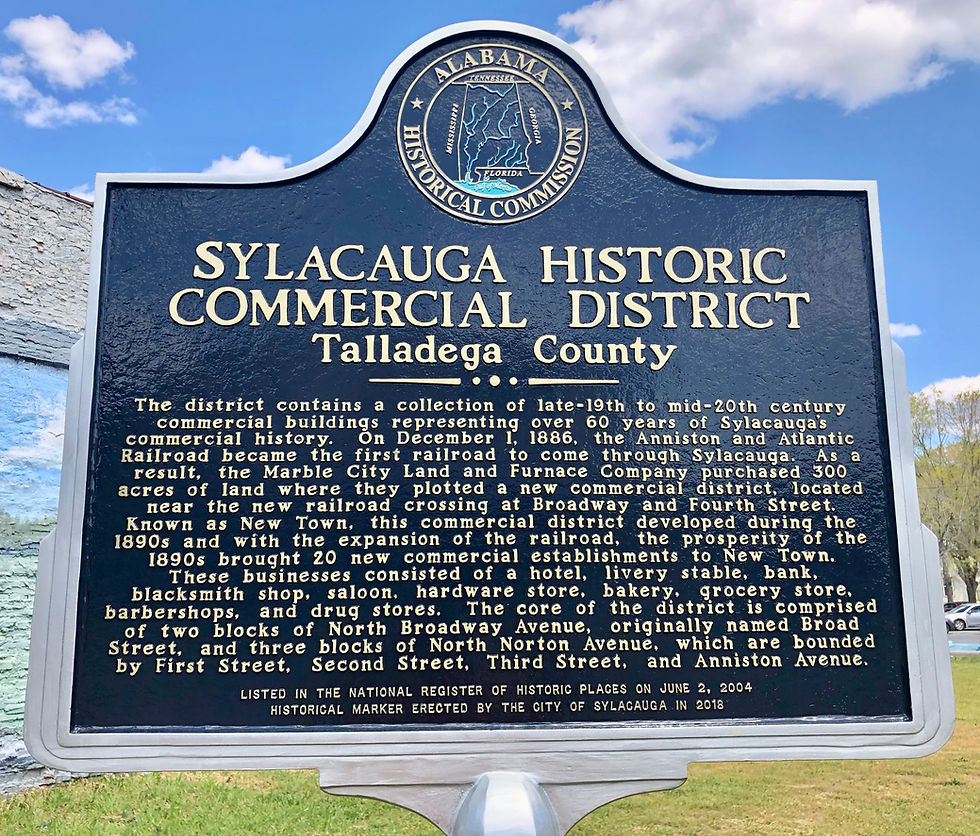 ALABAMA
HISTORICAL COMMISSION
TENNESSEE
MISSISSIPPI
GEORGIA
FLORIDA
SYLACAUGA HISTORIC
COMMERCIAL DISTRICT
Talladega County
The district contains a collection of late-19th to mid-20th century
commercial buildings representing over 60 years of Sylacauga's
commercial history. On December 1, 1886, the Anniston and Atlantic
Railroad became the first railroad to come through Sylacauga. As a
result, the Marble City Land and Furnace Company purchased 300
acres of land where they plotted a new commercial district, located
near the new railroad crossing at Broadway and Fourth Street.
Known as New Town, this commercial district developed during the
1890s and with the expansion of the railroad, the prosperity of the
1890s brought 20 new commercial establishments to New Town.
These businesses consisted of a hotel, livery stable, bank,
blacksmith shop, saloon, hardware store, bakery, grocery store,
barbershops, and drug stores. The core of the district is comprised
of two blocks of North Broadway Avenue, originally named Broad
Street, and three blocks of North Norton Avenue, which are bounded
by First Street, Second Street, Third Street, and Anniston Avenue.
LISTED IN THE NATIONAL REGISTER OF HISTORIC PLACES ON JUNE 2, 2004
HISTORICAL MARKER ERECTED BY THE CITY OF SYLACAUGA IN 2018